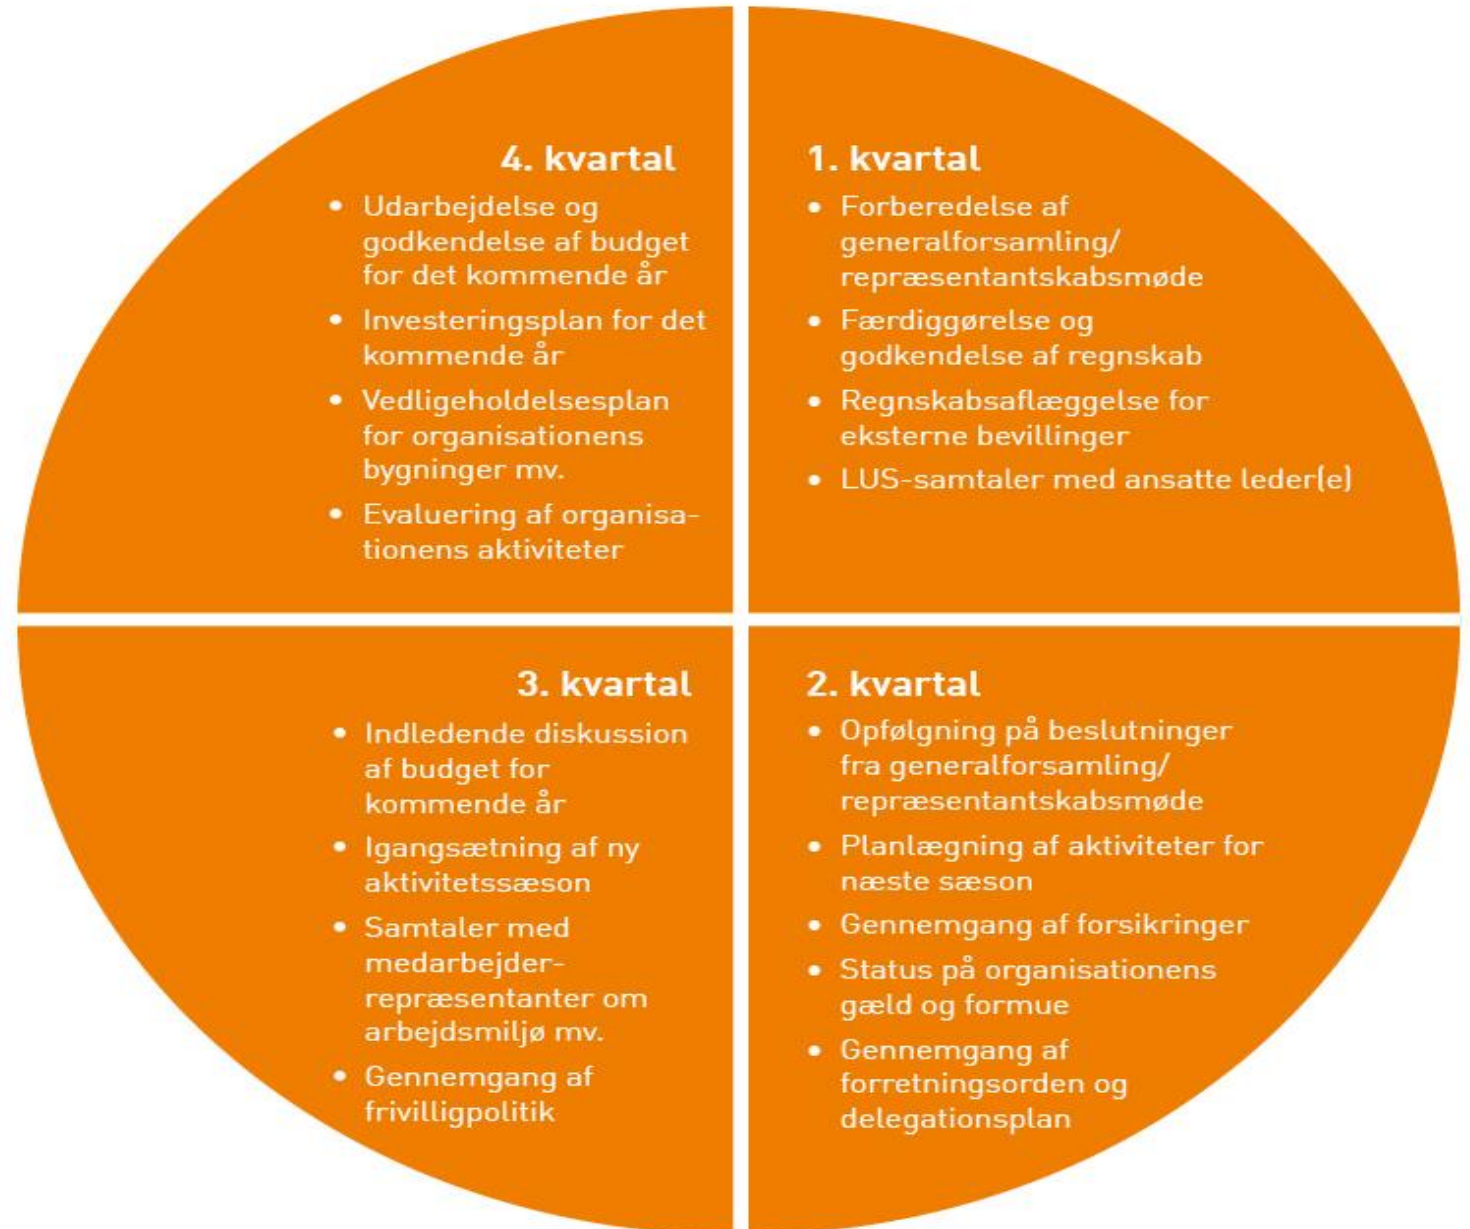 4. kvartal
• Udarbejdelse og
godkendelse af budget
for det kommende år
• Investeringsplan for det
kommende år
• Vedligeholdelsesplan
for organisationens
bygninger mv.
• Evaluering af organisa-
tionens aktiviteter
1. kvartal
• Forberedelse af
generalforsamling/
repræsentantskabsmøde
• Færdiggørelse og
godkendelse af regnskab
• Regnskabsaflæggelse for
eksterne bevillinger
• LUS-samtaler med ansatte leder(e)
3. kvartal
• Indledende diskussion
af budget for
kommende år
• Igangsætning af ny
aktivitetssæson
• Samtaler med
medarbejder-
repræsentanter om
arbejdsmiljø mv.
• Gennemgang af
frivilligpolitik
2. kvartal
• Opfølgning på beslutninger
fra generalforsamling/
repræsentantskabsmøde
• Planlægning af aktiviteter for
næste sæson
• Gennemgang af forsikringer
• Status på organisationens
gæld og formue
• Gennemgang af
forretningsorden og
delegationsplan